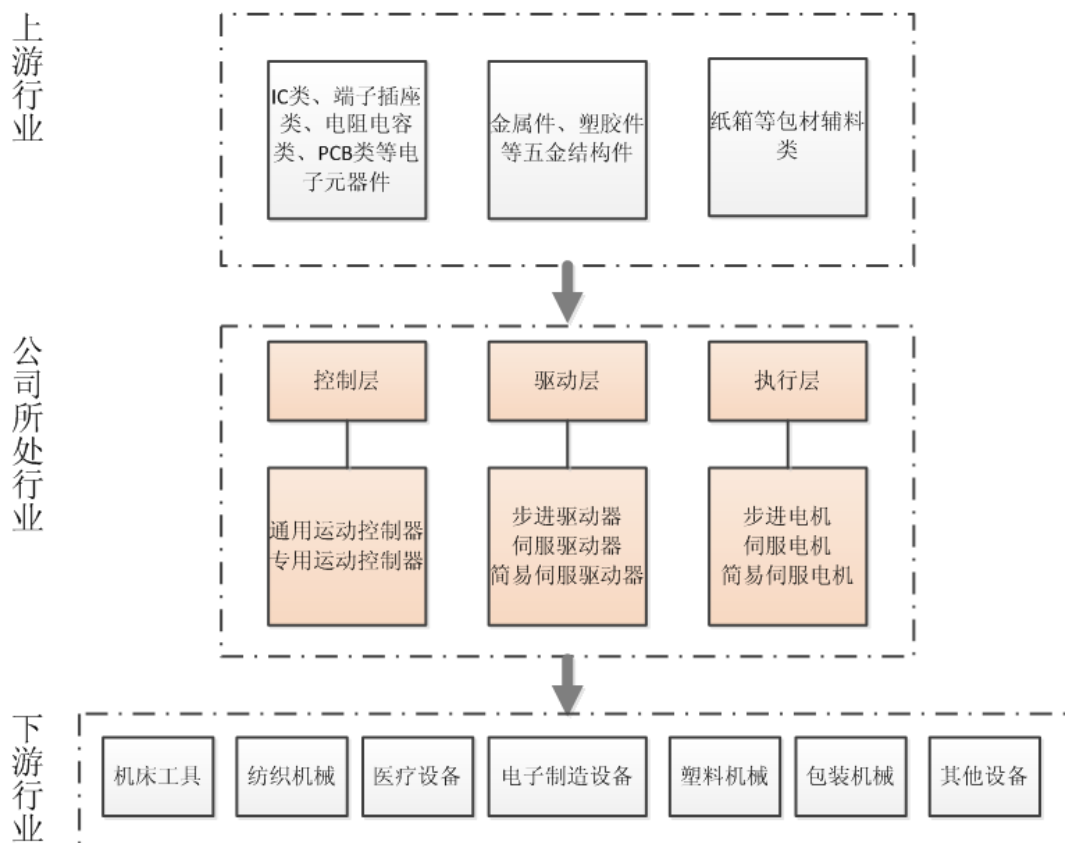 上游行业
IC类、端子插座
类、电阻电容
类、PCB类等电
子元器件
金属件、塑胶件
等五金结构件
纸箱等包材辅料
类
公司所处行业
控制层
驱动层
执行层
通用运动控制器
专用运动控制器
步进驱动器
伺服驱动器
简易伺服驱动器
步进电机
伺服电机
简易伺服电机
下游行业
机床工具
纺织机械
医疗设备
电子制造设备
塑料机械
包装机械
其他设备